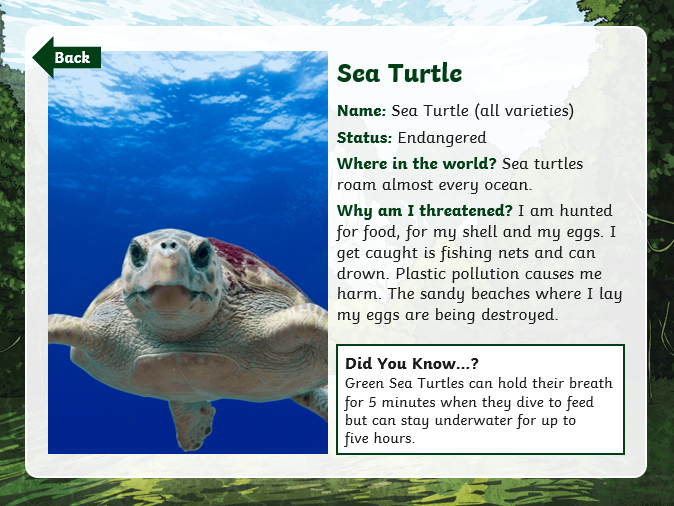 Back
Sea Turtle
Name: Sea Turtle (all varieties)
Status: Endangered
Where in the world? Sea turtles
roam almost every ocean.
Why am I threatened? I am hunted
for food, for my shell and my eggs. I
get caught is fishing nets and can
drown. Plastic pollution causes me
harm. The sandy beaches where I lay
my eggs are being destroyed.
Did You Know...?
Green Sea Turtles can hold their breath
for 5 minutes when they dive to feed
but can stay underwater for up to
five hours.